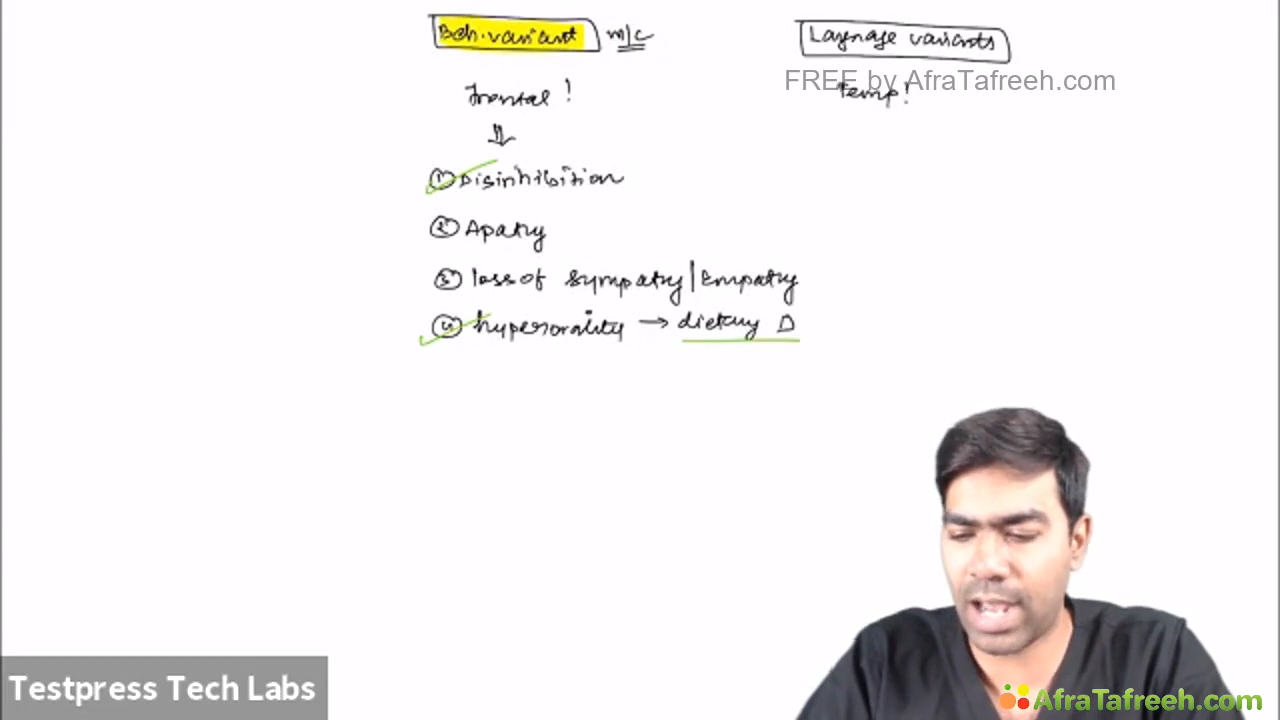 Beh. variant m/c
Language variants
FREE by AfraTafreeh.com
frontal !
Temp!
⇓
① Disinhibition
② Apathy
③ loss of sympathy/Empathy
④ hyperorality → dietary Δ
Testpress Tech Labs
AfraTafreeh.com